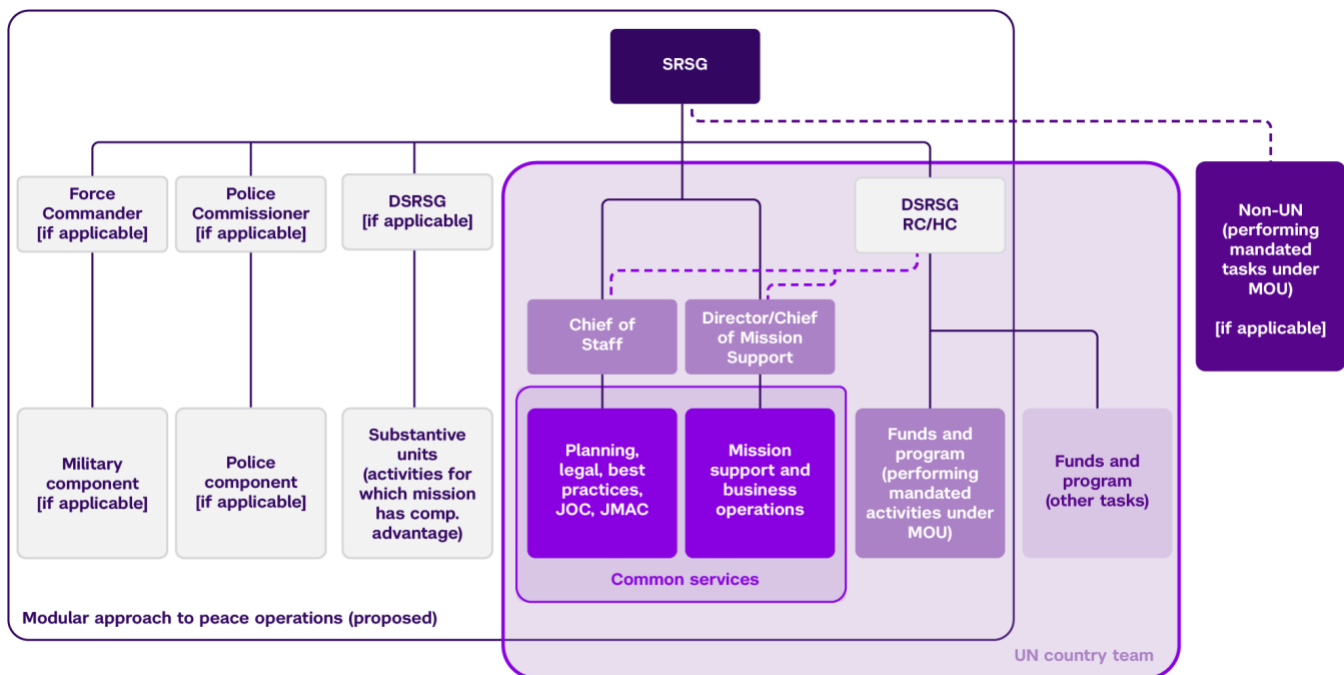 SRSG
Force
Commander
[if applicable]
Police
Commissioner
[if applicable]
DSRSG
[if applicable]
DSRSG
RC/HC
Non-UN
(performing
mandated
tasks under
MOU)
[if applicable]
Chief of
Staff
Director/Chief
of Mission
Support
Military
component
[if applicable]
Police
component
[if applicable]
Substantive
units
(activities for
which mission
has comp.
advantage)
Planning,
legal, best
practices,
JOC, JMAC
Mission
support and
business
operations
Funds and
program
(performing
mandated
activities under
MOU)
Funds and
program
(other tasks)
Common services
Modular approach to peace operations (proposed)
UN country team